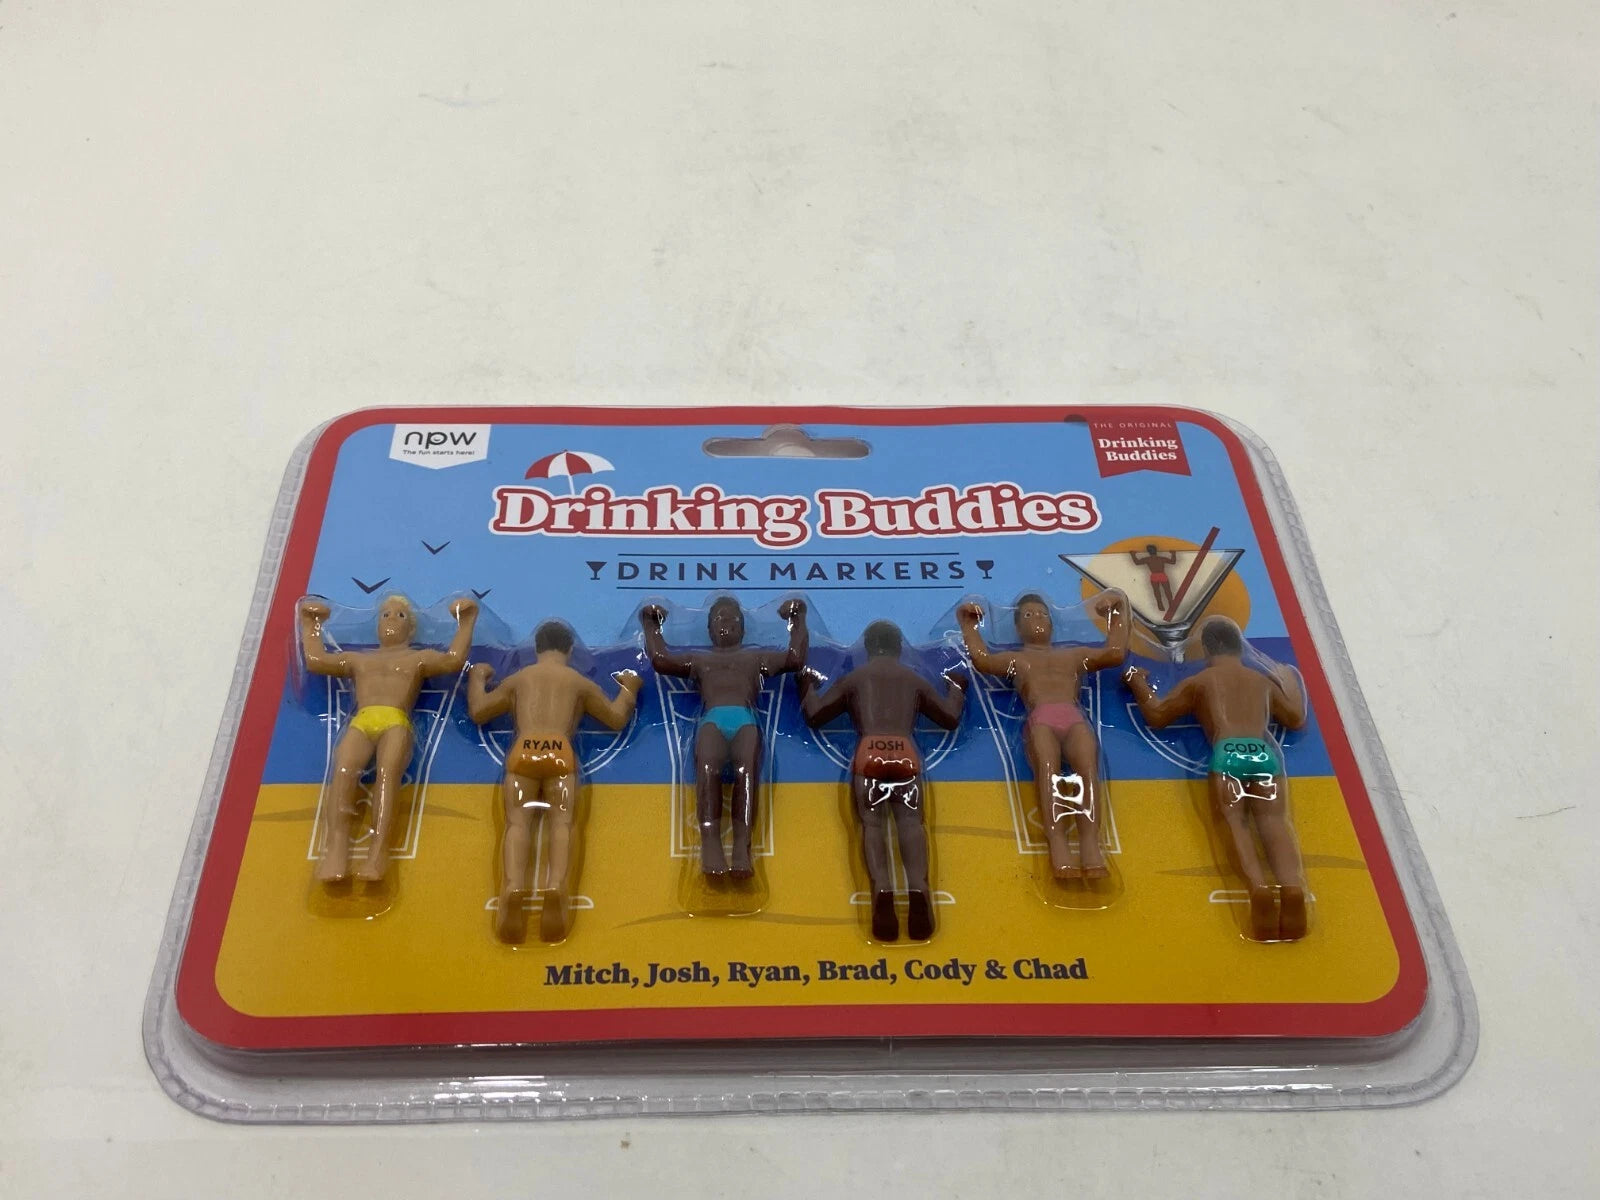 npw
The fun starts here!
THE ORIGINAL
Drinking
Buddies
Drinking Buddies
DRINK MARKERS
RYAN
JOSH
CODY
Mitch, Josh, Ryan, Brad, Cody & Chad